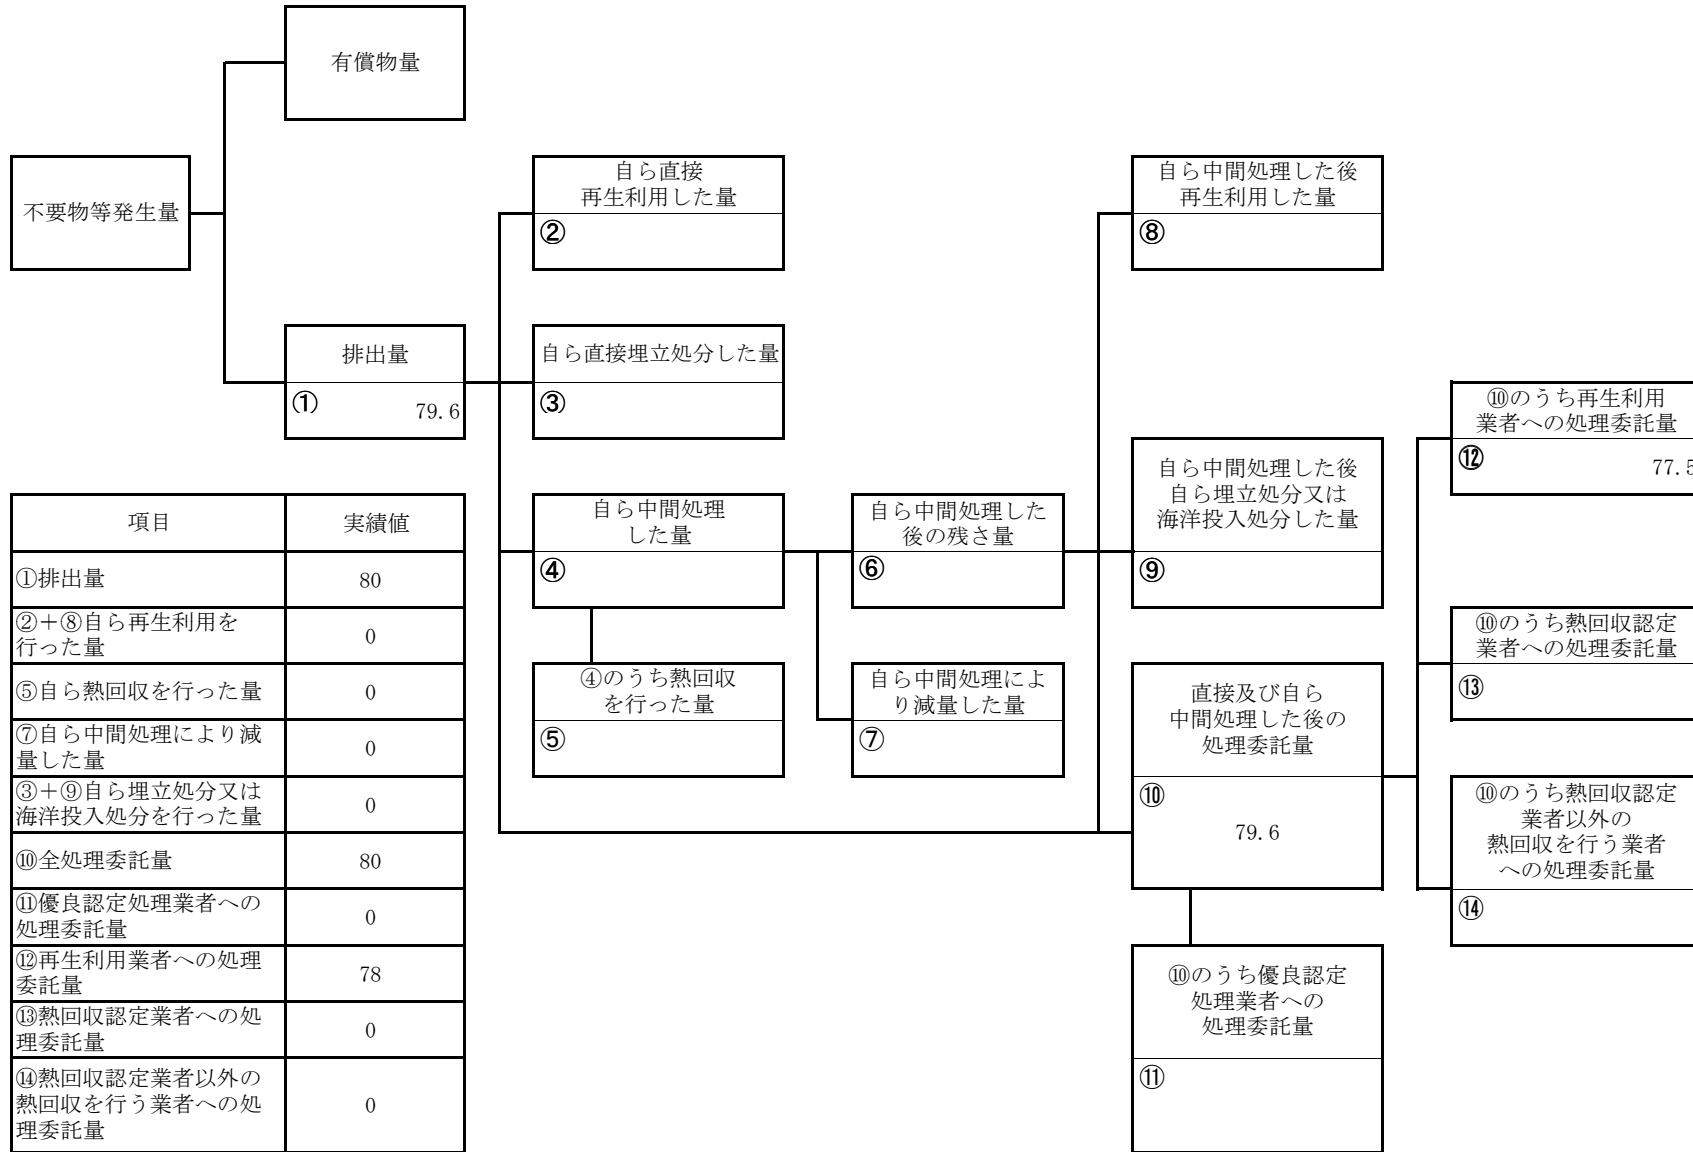 有償物量
不要物等発生量
自ら直接
再生利用した量
②
自ら中間処理した後
再生利用した量
⑧
排出量
① 79.6
自ら直接埋立処分した量
③
⑩のうち再生利用
業者への処理委託量
⑫ 77.5
自ら中間処理した後
自ら埋立処分又は
海洋投入処分した量
⑨
自ら中間処理
した量
④
自ら中間処理した
後の残さ量
⑥
⑩のうち熱回収認定
業者への処理委託量
⑬
④のうち熱回収
を行った量
⑤
自ら中間処理によ
り減量した量
⑦
直接及び自ら
中間処理した後の
処理委託量
⑩
79.6
⑩のうち熱回収認定
業者以外の
熱回収を行う業者
への処理委託量
⑭
⑩のうち優良認定
処理業者への
処理委託量
⑪
項目 実績値
①排出量 80
②＋⑧自ら再生利用を
行った量 0
⑤自ら熱回収を行った量 0
⑦自ら中間処理により減
量した量 0
③＋⑨自ら埋立処分又は
海洋投入処分を行った量 0
⑩全処理委託量 80
⑪優良認定処理業者への
処理委託量 0
⑫再生利用業者への処理
委託量 78
⑬熱回収認定業者への処
理委託量 0
⑭熱回収認定業者以外の
熱回収を行う業者への処 0
理委託量